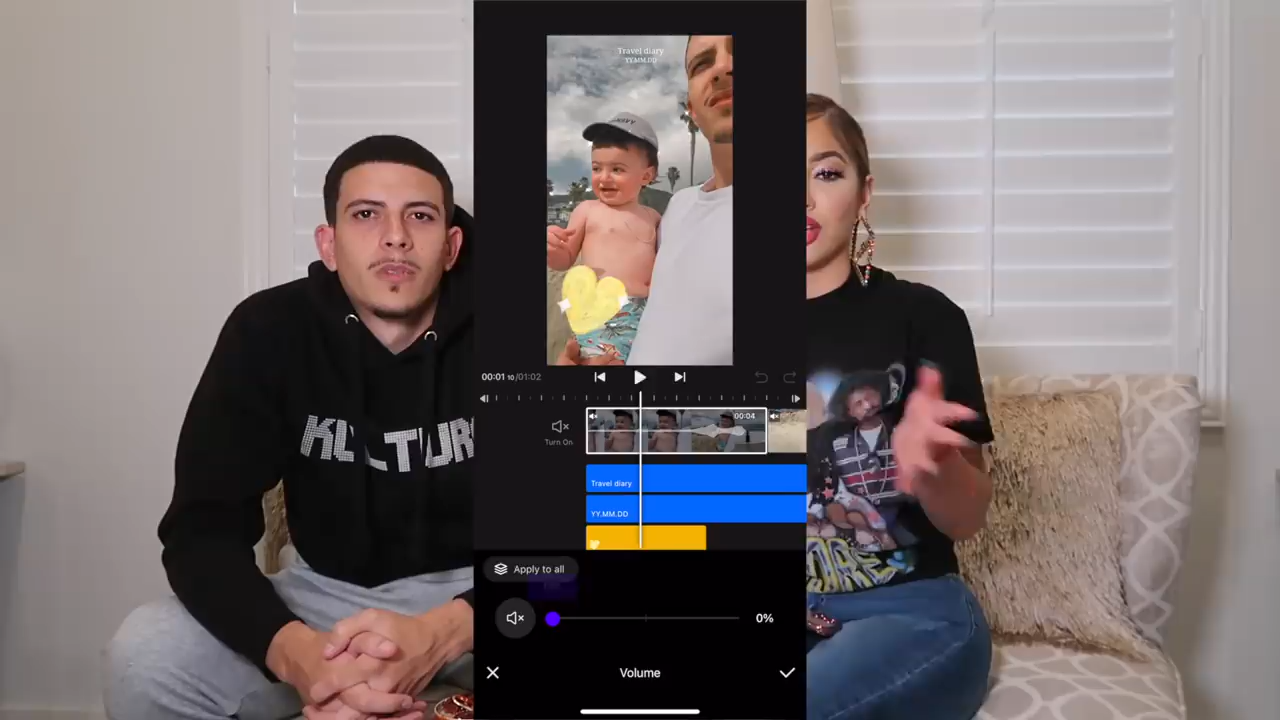 Travel diary
YY.MM.DD
00:01 10/01:02
00:04
Turn On
Travel diary
YY.MM.DD
Apply to all
0%
Volume